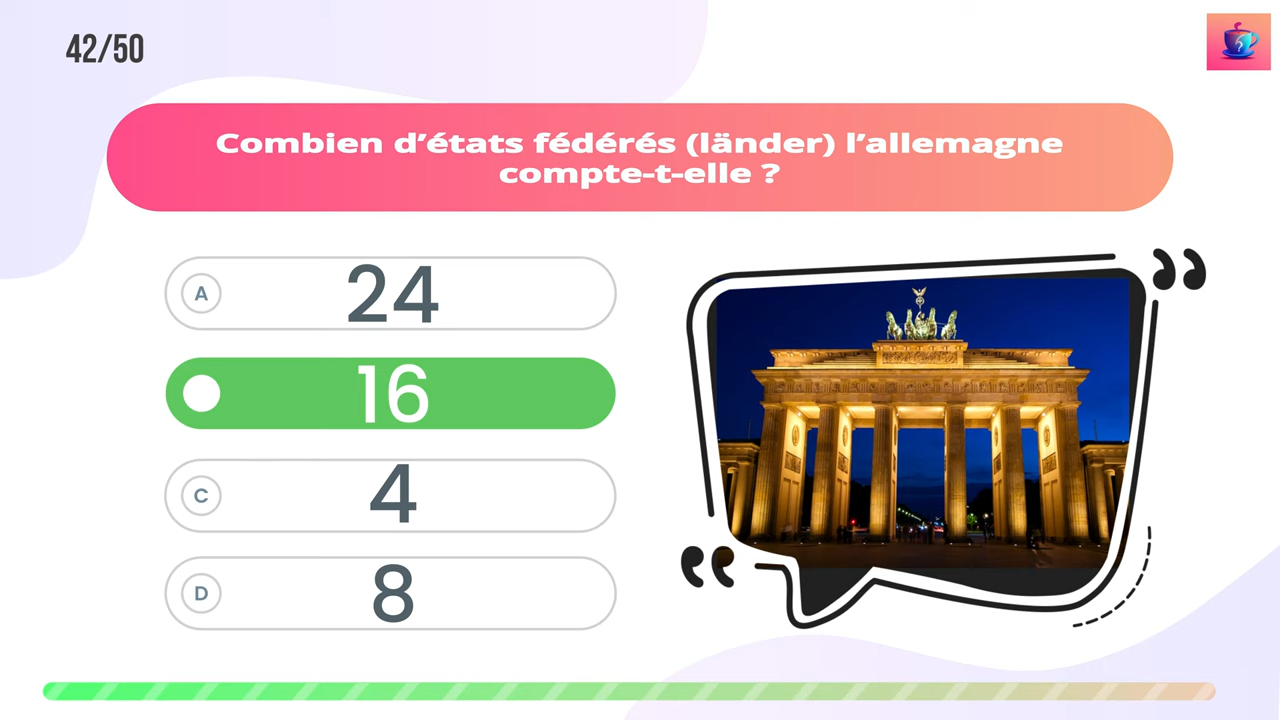 42/50
Combien d’états fédérés (länder) l’allemagne
compte-t-elle ?
A 24
16
C 4
D 8